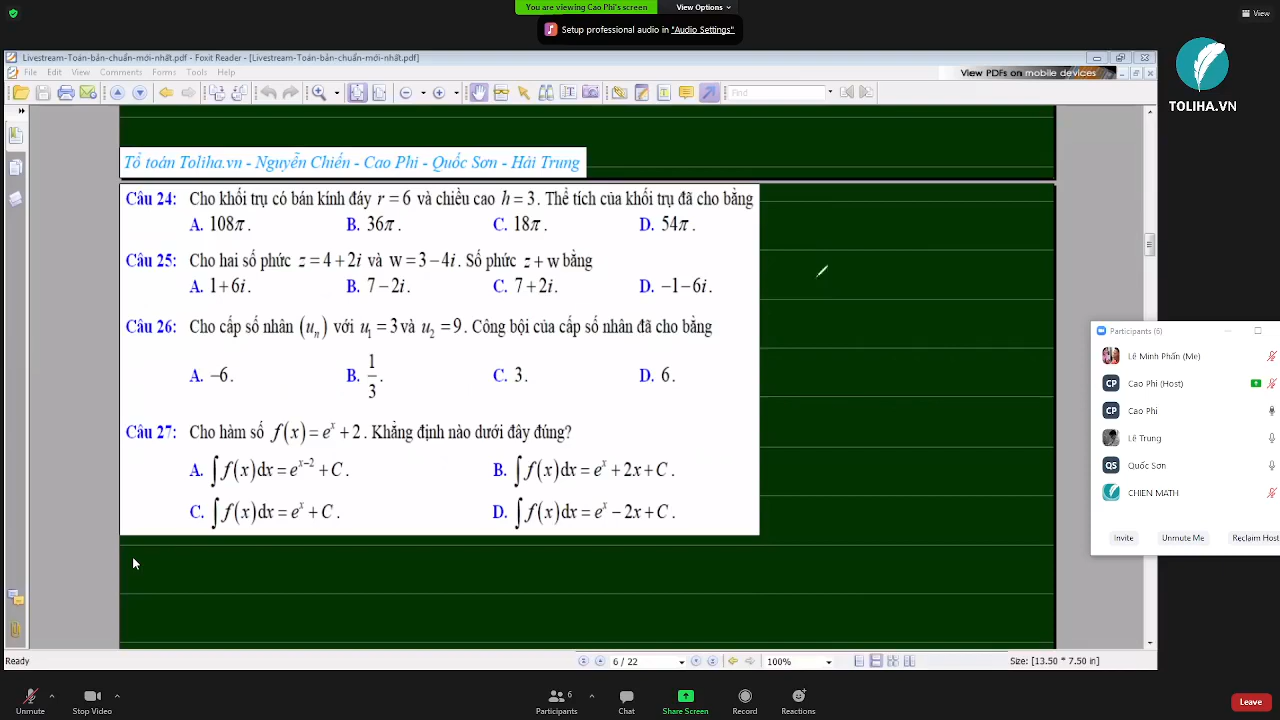 You are viewing Cao Phi's screen View Options
Setup professional audio in "Audio Settings"
View
Livestream-Toán-bản-chuẩn-mới-nhất.pdf - Foxit Reader - [Livestream-Toán-bản-chuẩn-mới-nhất.pdf]
File Edit View Comments Forms Tools Help
View PDFs on mobile devices
Find
TOLIHA.VN
Tổ toán Toliha.vn - Nguyễn Chiến - Cao Phi - Quốc Sơn - Hải Trung
Câu 24: Cho khối trụ có bán kính đáy r = 6 và chiều cao h = 3. Thể tích của khối trụ đã cho bằng
A. 108π. B. 36π. C. 18π. D. 54π.
Câu 25: Cho hai số phức z = 4 + 2i và w = 3 − 4i. Số phức z + w bằng
A. 1 + 6i. B. 7 − 2i. C. 7 + 2i. D. −1 − 6i.
Câu 26: Cho cấp số nhân (uₙ) với u₁ = 3 và u₂ = 9. Công bội của cấp số nhân đã cho bằng
A. −6. B. 1/3. C. 3. D. 6.
Câu 27: Cho hàm số f(x) = eˣ + 2. Khẳng định nào dưới đây đúng?
A. ∫f(x)dx = eˣ⁻² + C. B. ∫f(x)dx = eˣ + 2x + C.
C. ∫f(x)dx = eˣ + C. D. ∫f(x)dx = eˣ − 2x + C.
Participants (6)
Lê Minh Phấn (Me)
CP Cao Phi (Host)
CP Cao Phi
Lê Trung
QS Quốc Sơn
CHIEN MATH
Invite Unmute Me Reclaim Host
Ready 6 / 22 100% Size: [13.50 * 7.50 in]
Unmute Stop Video Participants 6 Chat Share Screen Record Reactions Leave